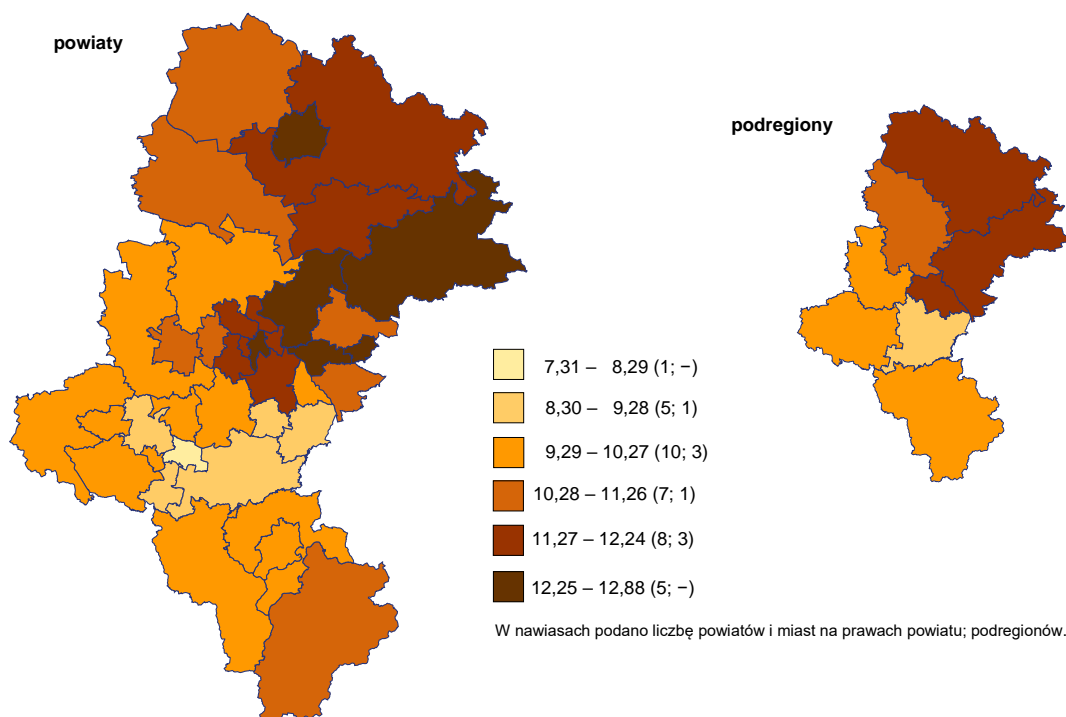 powiaty
podregiony
7,31 – 8,29 (1; −)
8,30 – 9,28 (5; 1)
9,29 – 10,27 (10; 3)
10,28 – 11,26 (7; 1)
11,27 – 12,24 (8; 3)
12,25 – 12,88 (5; −)
W nawiasach podano liczbę powiatów i miast na prawach powiatu; podregionów.